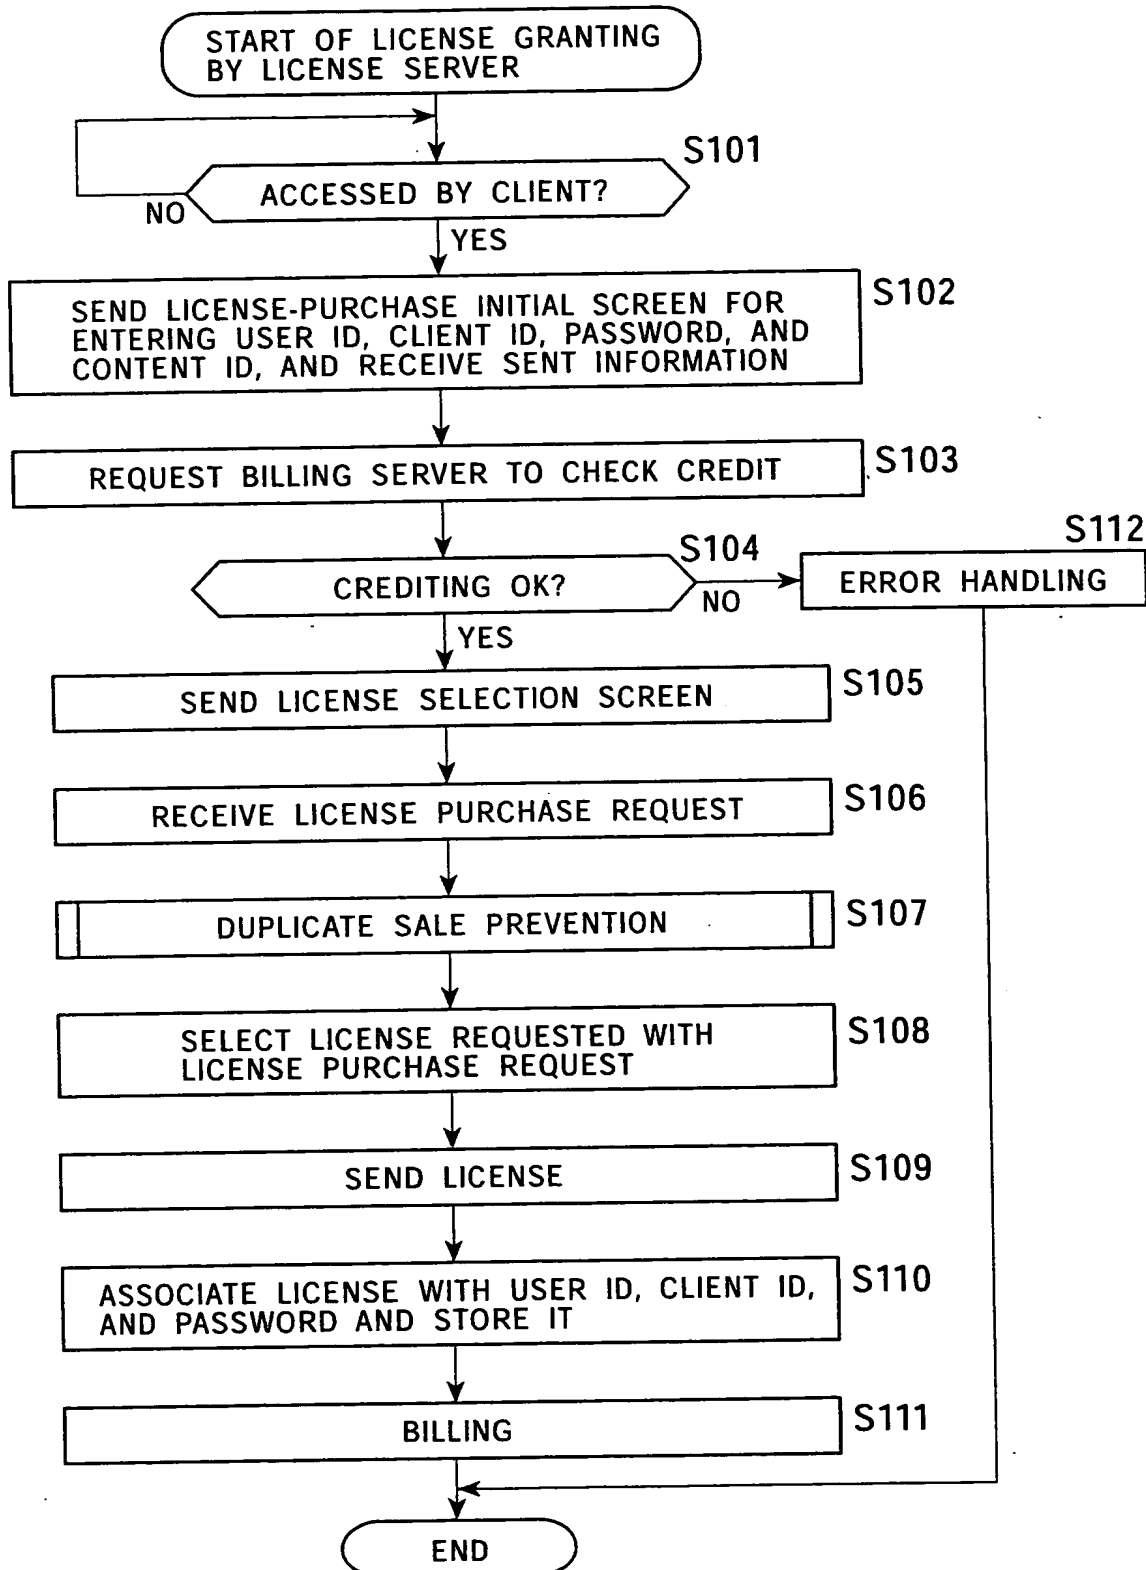 START OF LICENSE GRANTING
BY LICENSE SERVER
S101
ACCESSED BY CLIENT?
NO
YES
S102
SEND LICENSE-PURCHASE INITIAL SCREEN FOR
ENTERING USER ID, CLIENT ID, PASSWORD, AND
CONTENT ID, AND RECEIVE SENT INFORMATION
S103
REQUEST BILLING SERVER TO CHECK CREDIT
S104
S112
CREDITING OK?
NO
ERROR HANDLING
YES
S105
SEND LICENSE SELECTION SCREEN
S106
RECEIVE LICENSE PURCHASE REQUEST
S107
DUPLICATE SALE PREVENTION
S108
SELECT LICENSE REQUESTED WITH
LICENSE PURCHASE REQUEST
S109
SEND LICENSE
S110
ASSOCIATE LICENSE WITH USER ID, CLIENT ID,
AND PASSWORD AND STORE IT
S111
BILLING
END